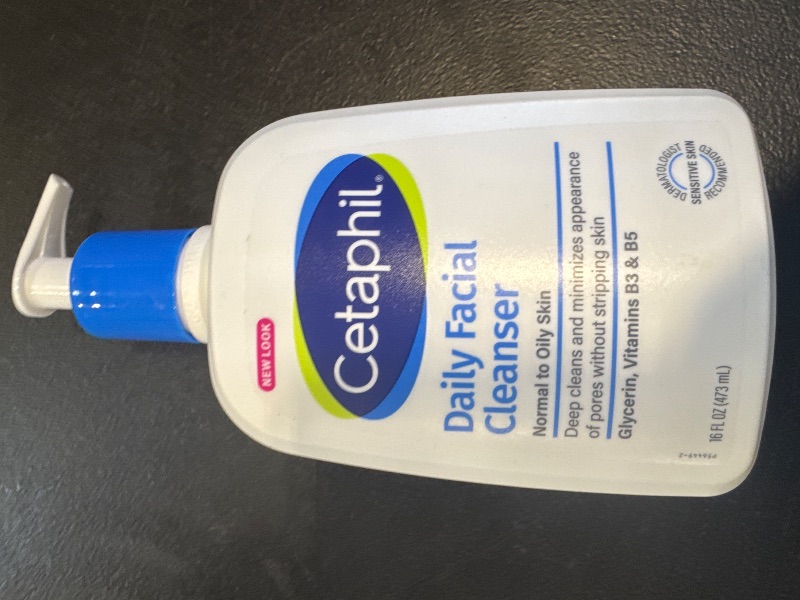 NEW LOOK
Cetaphil®
Daily Facial
Cleanser
Normal to Oily Skin
Deep cleans and minimizes appearance
of pores without stripping skin
Glycerin, Vitamins B3 & B5
DERMATOLOGIST
SENSITIVE SKIN
RECOMMENDED
16 FL OZ (473 mL)